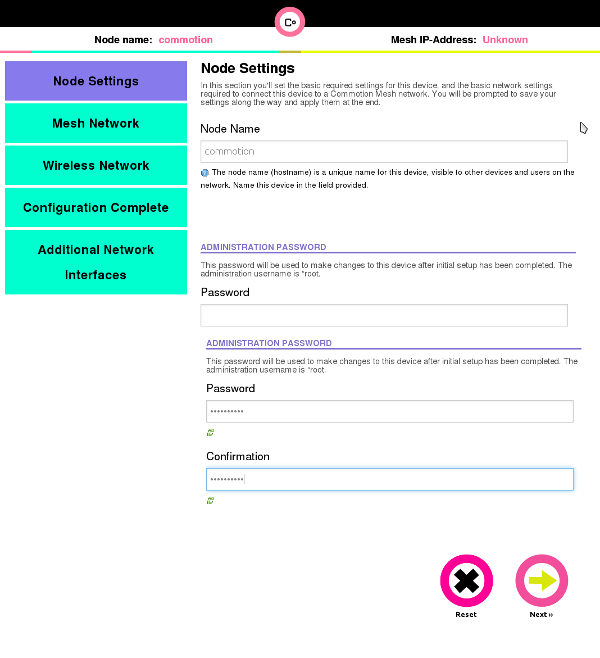 Co
Node name: commotion
Mesh IP-Address: Unknown
Node Settings
Mesh Network
Wireless Network
Configuration Complete
Additional Network
Interfaces
Node Settings
In this section you'll set the basic required settings for this device, and the basic network settings
required to connect this device to a Commotion Mesh network. You will be prompted to save your
settings along the way and apply them at the end.
Node Name
commotion
The node name (hostname) is a unique name for this device, visible to other devices and users on the
network. Name this device in the field provided.
ADMINISTRATION PASSWORD
This password will be used to make changes to this device after initial setup has been completed. The
administration username is "root.
Password
ADMINISTRATION PASSWORD
This password will be used to make changes to this device after initial setup has been completed. The
administration username is "root.
Password
••••••••••
Confirmation
••••••••••
Reset
Next »